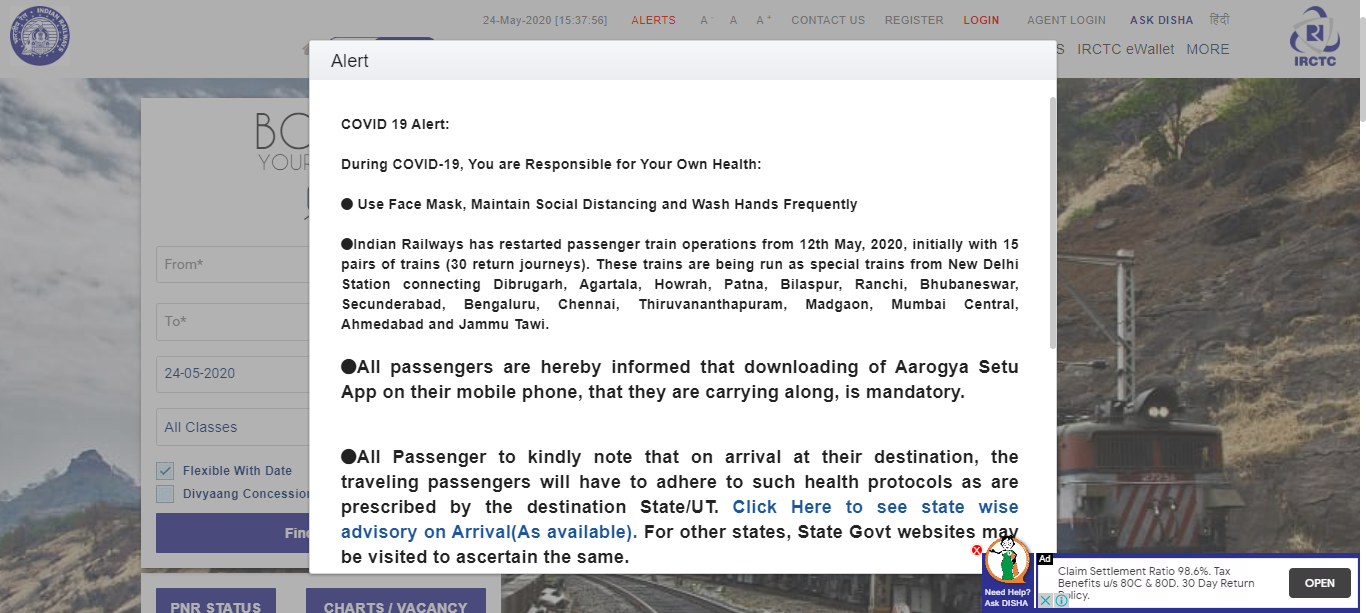 24-May-2020 [15:37:56] ALERTS A- A A+ CONTACT US REGISTER LOGIN AGENT LOGIN ASK DISHA हिंदी
INDIAN RAILWAYS
S IRCTC eWallet MORE
IRCTC
Alert
BO
YOUR
From*
To*
24-05-2020
All Classes
Flexible With Date
Divyaang Concession
Find
PNR STATUS
CHARTS / VACANCY
COVID 19 Alert:
During COVID-19, You are Responsible for Your Own Health:
● Use Face Mask, Maintain Social Distancing and Wash Hands Frequently
●Indian Railways has restarted passenger train operations from 12th May, 2020, initially with 15
pairs of trains (30 return journeys). These trains are being run as special trains from New Delhi
Station connecting Dibrugarh, Agartala, Howrah, Patna, Bilaspur, Ranchi, Bhubaneswar,
Secunderabad, Bengaluru, Chennai, Thiruvananthapuram, Madgaon, Mumbai Central,
Ahmedabad and Jammu Tawi.
●All passengers are hereby informed that downloading of Aarogya Setu
App on their mobile phone, that they are carrying along, is mandatory.
●All Passenger to kindly note that on arrival at their destination, the
traveling passengers will have to adhere to such health protocols as are
prescribed by the destination State/UT. Click Here to see state wise
advisory on Arrival(As available). For other states, State Govt websites may
be visited to ascertain the same.
Need Help?
Ask DISHA
Ad
Claim Settlement Ratio 98.6%. Tax
Benefits u/s 80C & 80D. 30 Day Return
Policy.
OPEN